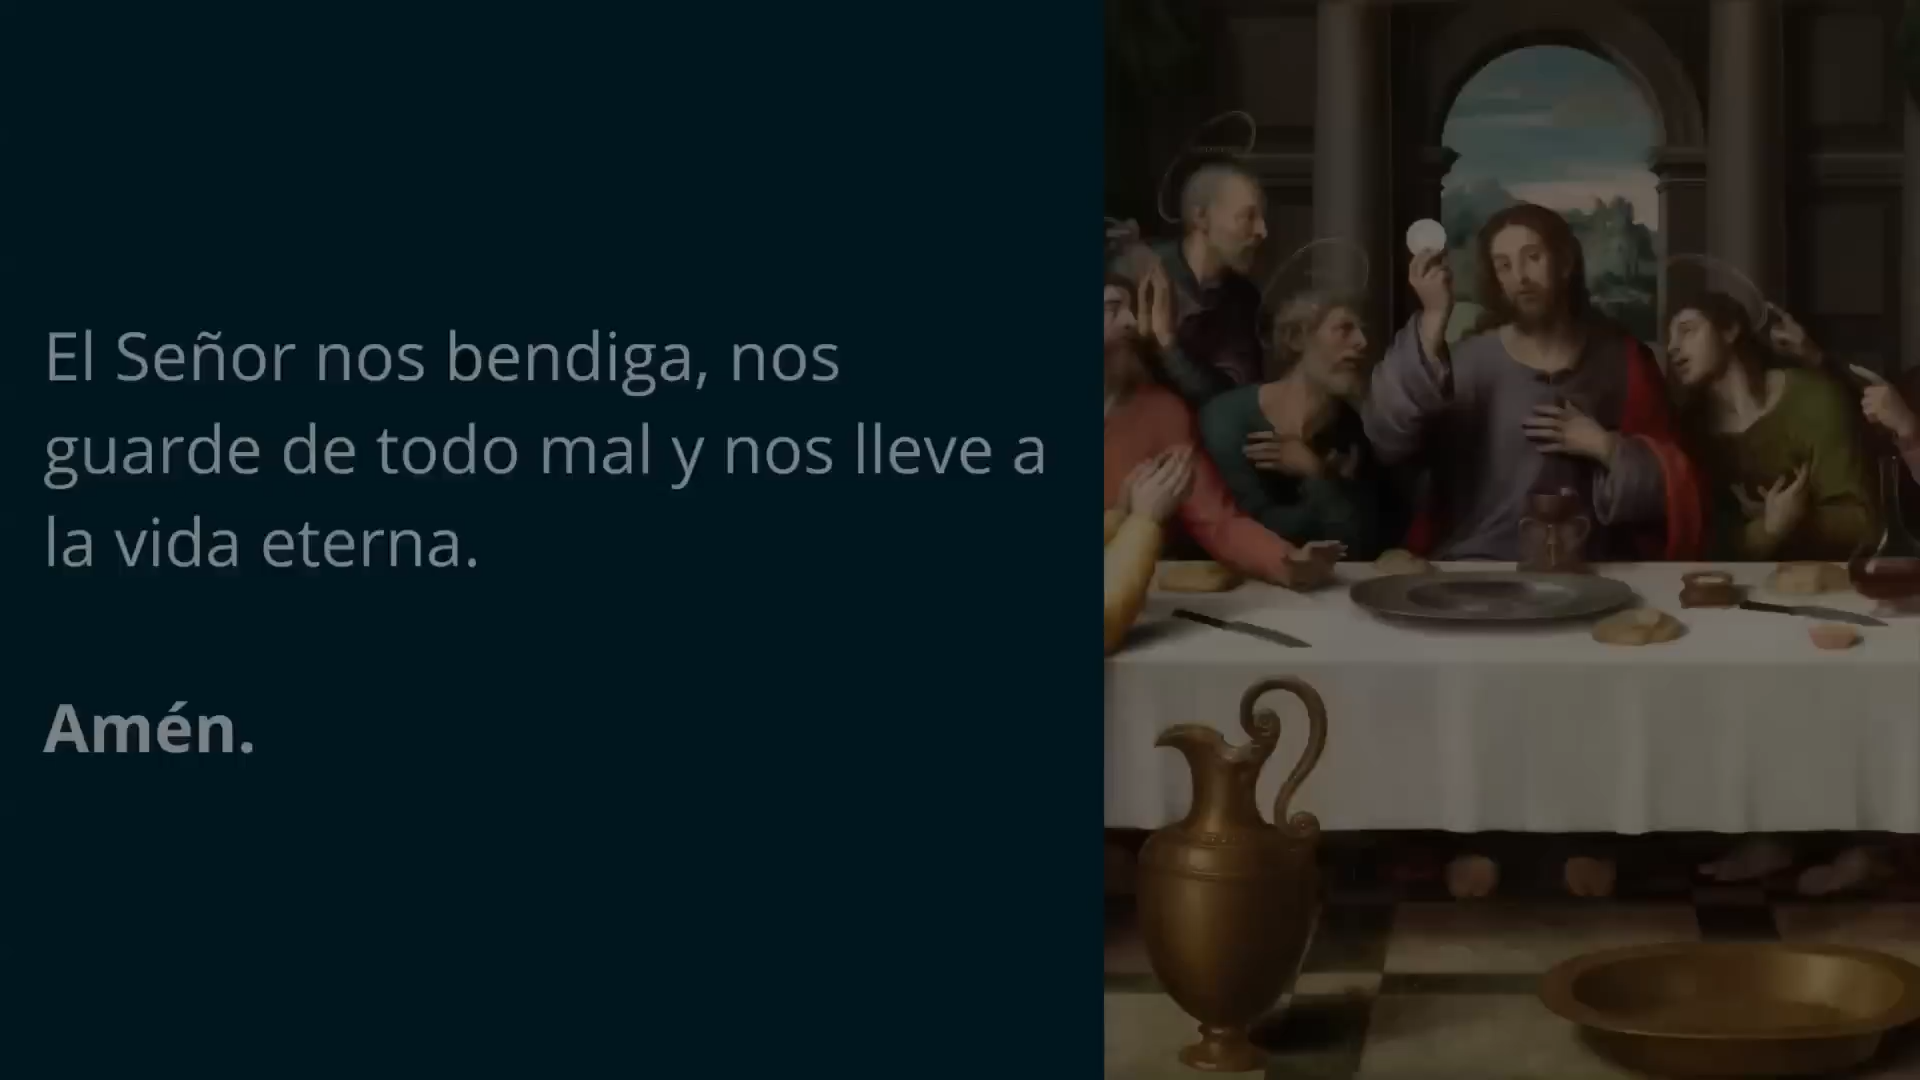 El Señor nos bendiga, nos
guarde de todo mal y nos lleve a
la vida eterna.
Amén.